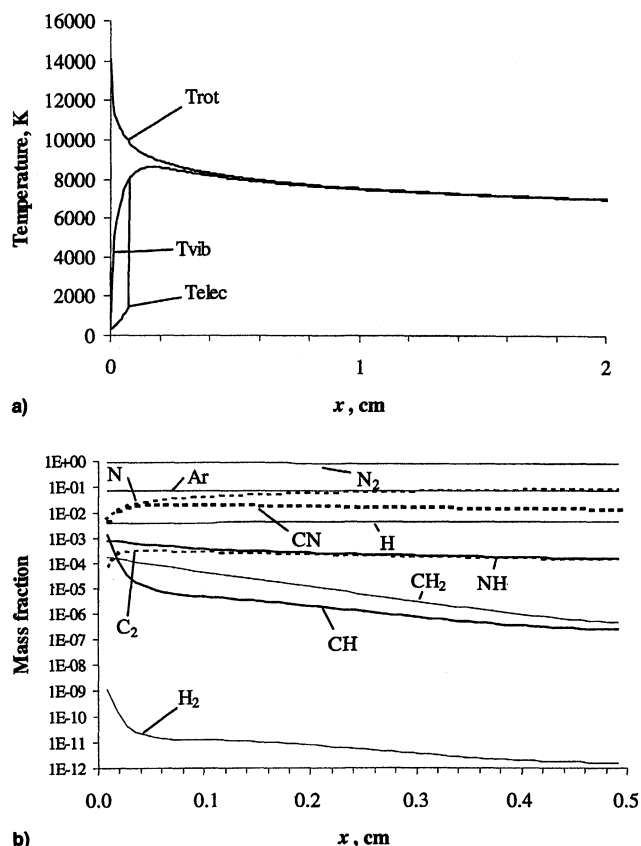 16000
14000
12000
10000
8000
6000
4000
2000
0
Temperature, K
Trot
Tvib
Telec
0
1
2
x, cm
a)
1E+00
1E-01
1E-02
1E-03
1E-04
1E-05
1E-06
1E-07
1E-08
1E-09
1E-10
1E-11
1E-12
Mass fraction
N
Ar
N2
CN
H
CH2
NH
C2
CH
H2
0.0
0.1
0.2
0.3
0.4
0.5
x, cm
b)